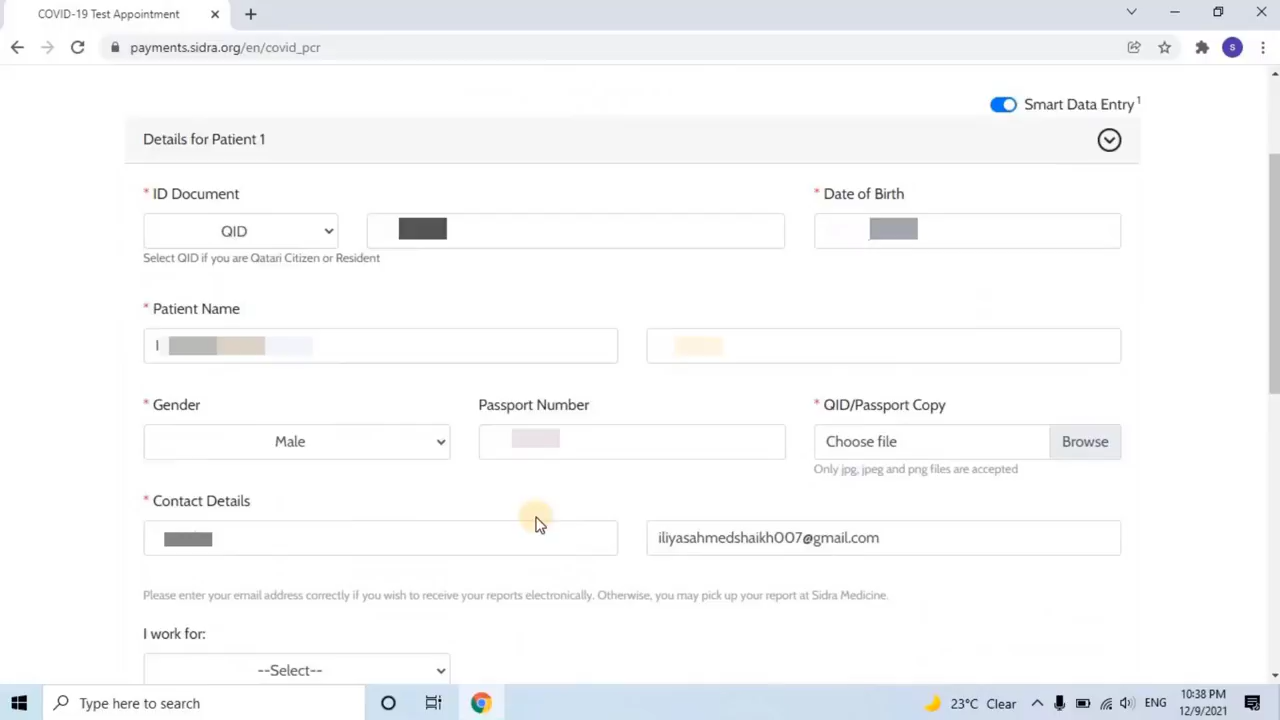 COVID-19 Test Appointment
payments.sidra.org/en/covid_pcr
S
Smart Data Entry 1
Details for Patient 1
* ID Document
* Date of Birth
QID
Select QID if you are Qatari Citizen or Resident
* Patient Name
I
* Gender
Passport Number
* QID/Passport Copy
Male
Choose file
Browse
Only jpg, jpeg and png files are accepted
* Contact Details
iliyasahmedshaikh007@gmail.com
Please enter your email address correctly if you wish to receive your reports electronically. Otherwise, you may pick up your report at Sidra Medicine.
I work for:
--Select--
Type here to search
23°C Clear
ENG
10:38 PM
12/9/2021